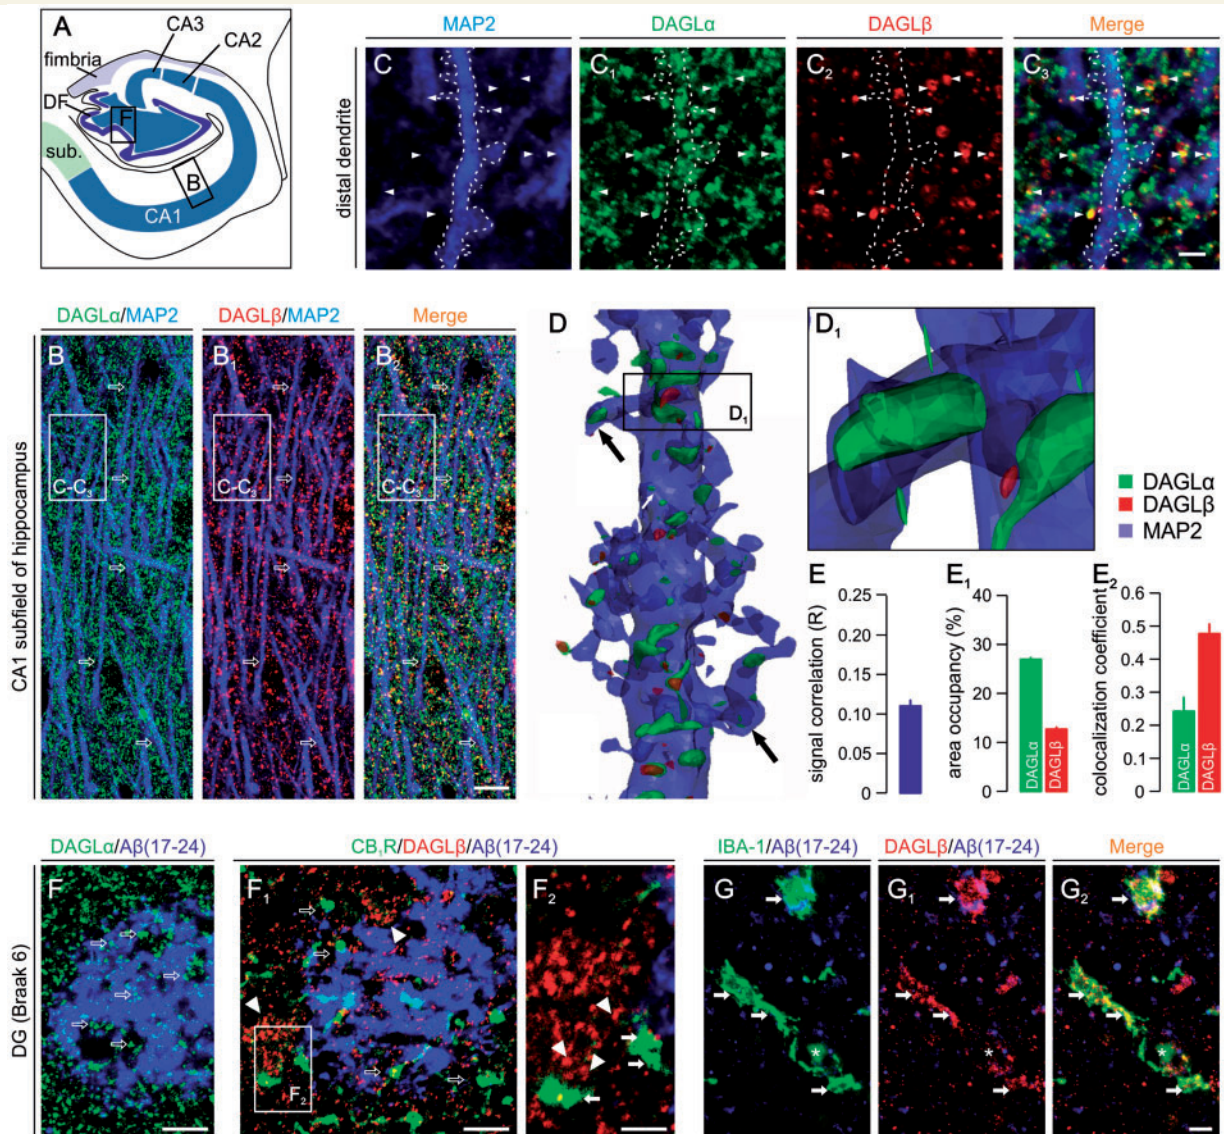 A
CA3
CA2
fimbria
DF
F
sub.
B
CA1
MAP2
DAGLα
DAGLβ
Merge
distal dendrite
C
C1
C2
C3
DAGLα/MAP2
DAGLβ/MAP2
Merge
CA1 subfield of hippocampus
B
B1
B2
C-C3
C-C3
C-C3
D
D1
D1
DAGLα
DAGLβ
MAP2
E
signal correlation (R)
0.25
0.20
0.15
0.10
0.05
0
E1
area occupancy (%)
40
30
20
10
0
DAGLα
DAGLβ
E2
colocalization coefficient
0.6
0.5
0.4
0.3
0.2
0.1
0
DAGLα
DAGLβ
DAGLα/Aβ(17-24)
CB1R/DAGLβ/Aβ(17-24)
IBA-1/Aβ(17-24)
DAGLβ/Aβ(17-24)
Merge
DG (Braak 6)
F
F1
F2
F2
G
*
G1
*
G2
*